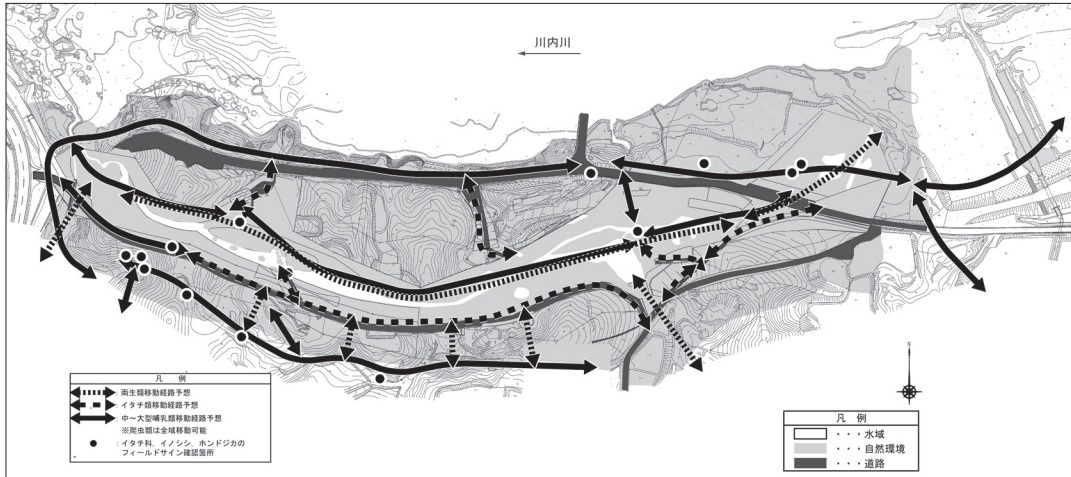 川内川
N
凡 例
：両生類移動経路予想
：イタチ類移動経路予想
：中～大型哺乳類移動経路予想
※爬虫類は全域移動可能
：イタチ科，イノシシ，ホンドジカの
フィールドサイン確認箇所
凡 例
・・・水域
・・・自然環境
・・・道路